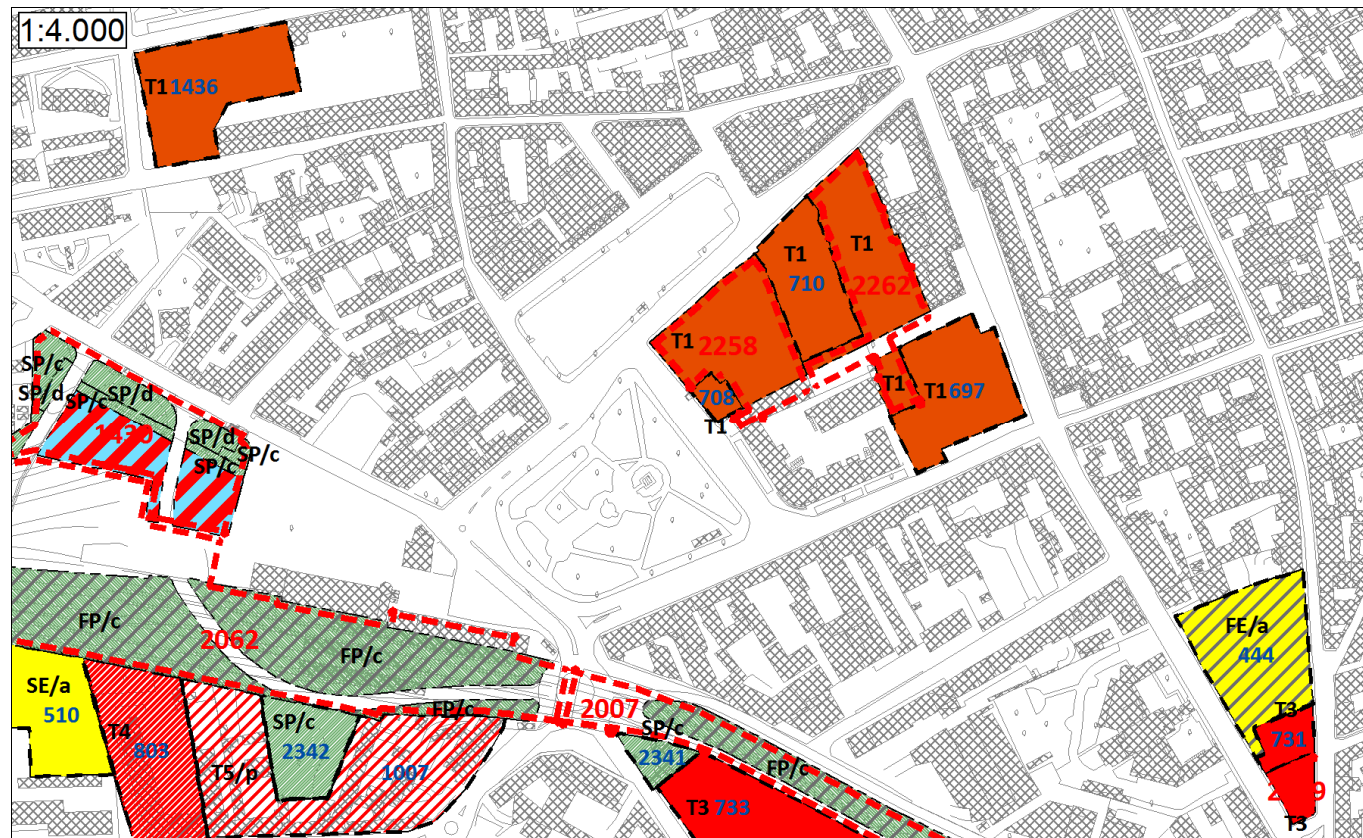 1:4.000
T1 1436
T1
T1
710
2262
T1
2258
708
T1
T1
T1 697
SP/c
SP/d
SP/c
SP/d
1430
SP/d
SP/c
SP/c
FP/c
2062
FP/c
SE/a
510
T4
803
T5/p
SP/c
2342
FP/c
1007
2007
SP/c
2341
FP/c
T3 733
FE/a
444
T3
731
T3